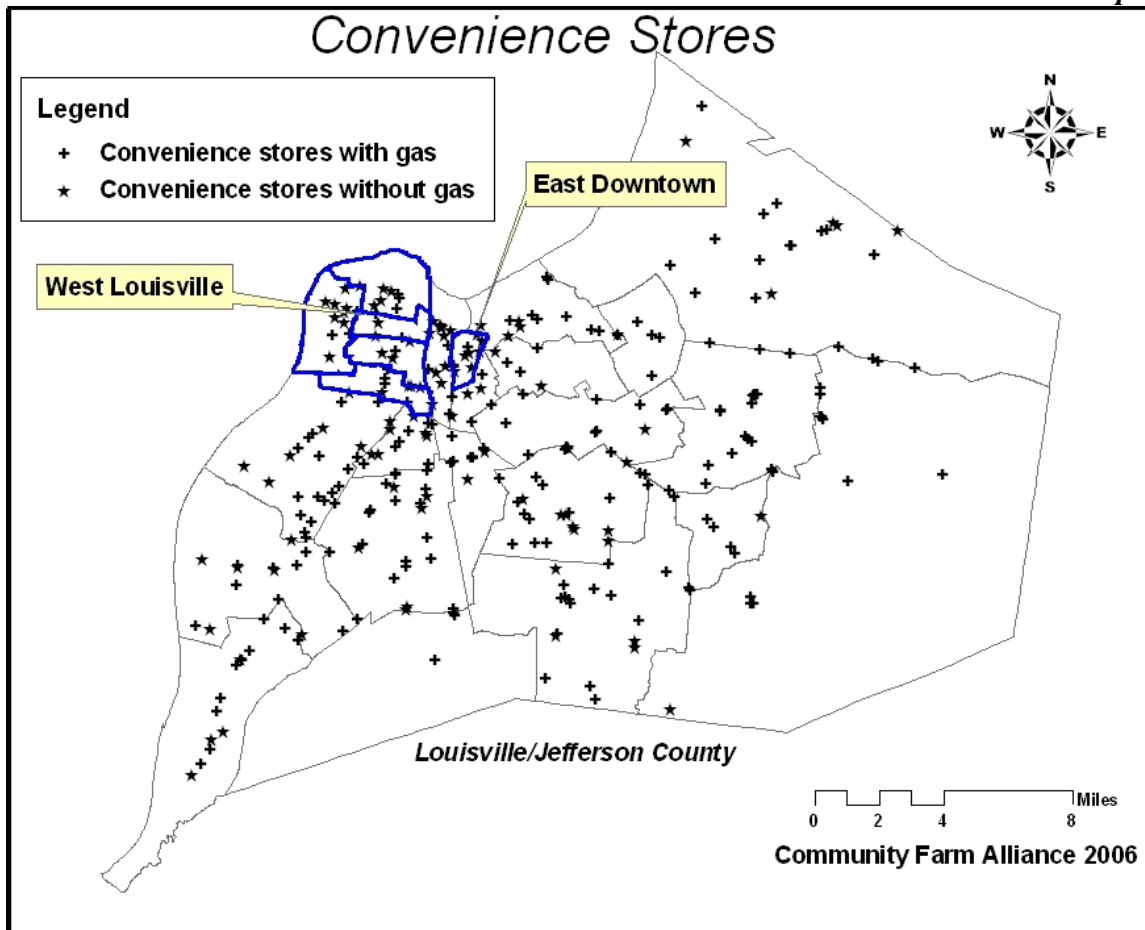 Convenience Stores
Legend
Convenience stores with gas
Convenience stores without gas
N
W E
S
East Downtown
West Louisville
Louisville/Jefferson County
Miles
0 2 4 8
Community Farm Alliance 2006